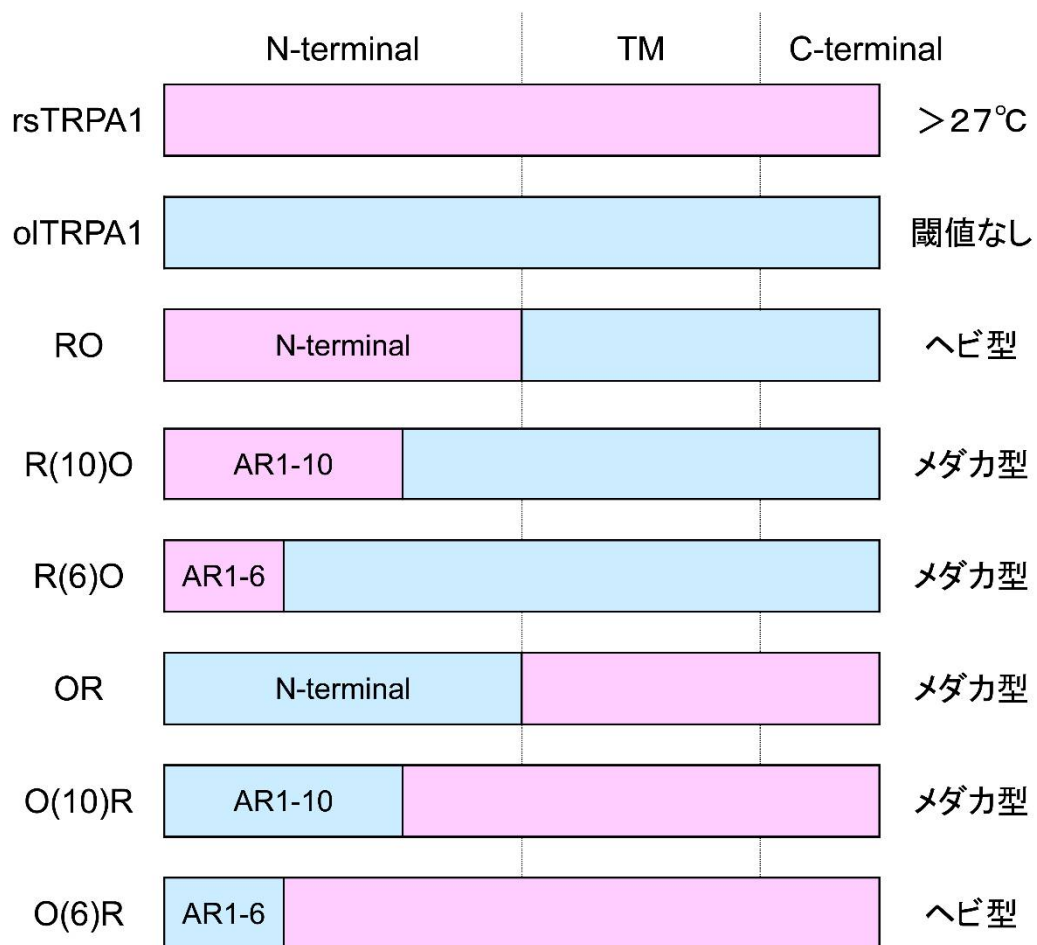 N-terminal TM C-terminal
rsTRPA1 ＞27℃
olTRPA1 閾値なし
RO N-terminal ヘビ型
R(10)O AR1-10 メダカ型
R(6)O AR1-6 メダカ型
OR N-terminal メダカ型
O(10)R AR1-10 メダカ型
O(6)R AR1-6 ヘビ型